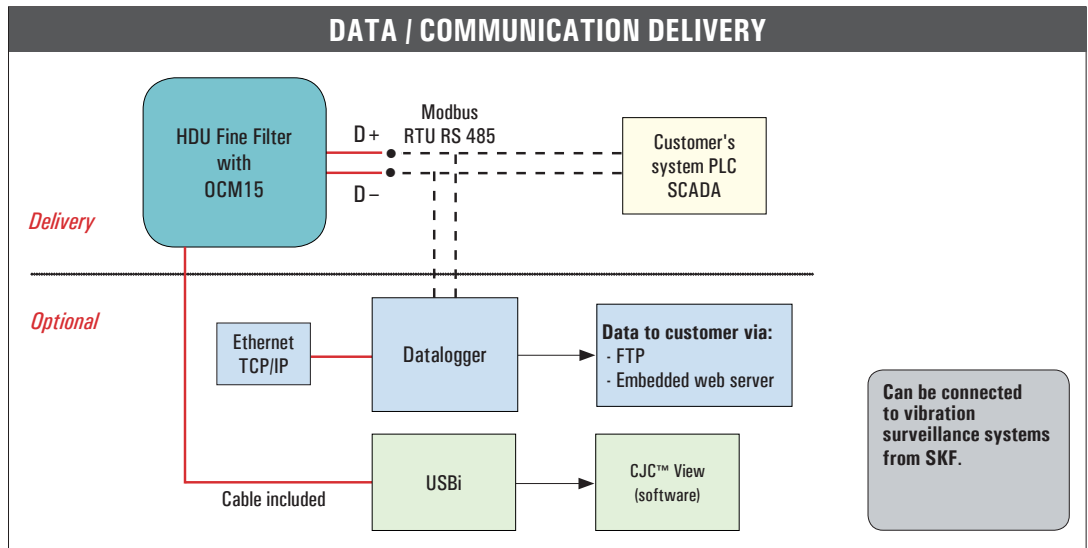 DATA / COMMUNICATION DELIVERY
HDU Fine Filter
with
OCM15
D+
D–
Modbus
RTU RS 485
Customer's
system PLC
SCADA
Delivery
Optional
Ethernet
TCP/IP
Datalogger
Data to customer via:
- FTP
- Embedded web server
Can be connected
to vibration
surveillance systems
from SKF.
Cable included
USBi
CJC™ View
(software)